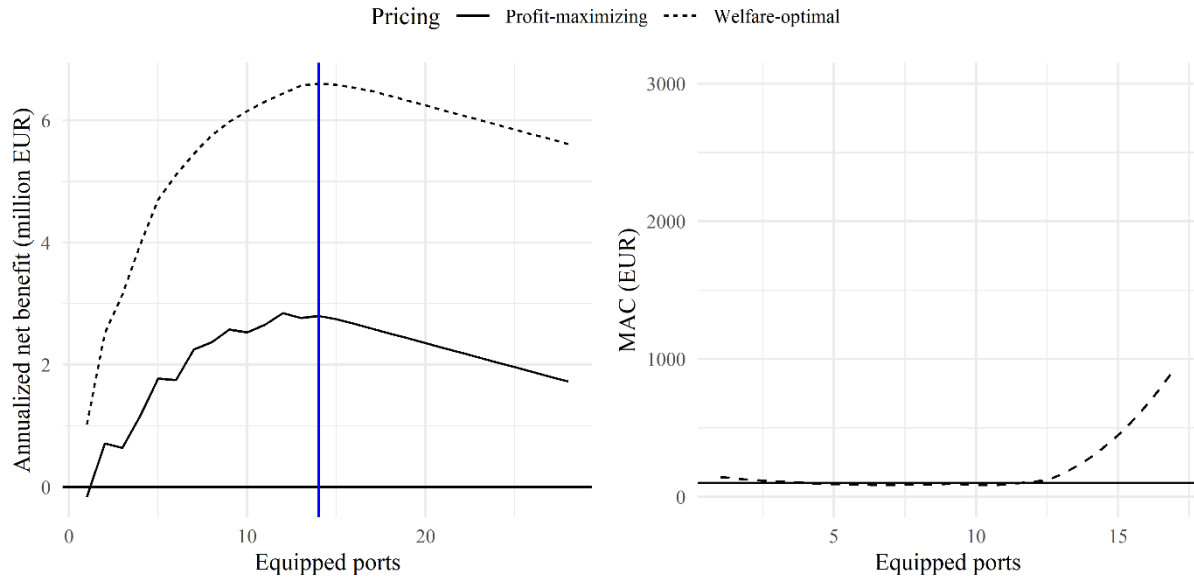 Pricing Profit-maximizing Welfare-optimal
Annualized net benefit (million EUR)
6
4
2
0
0 10 20
Equipped ports
MAC (EUR)
3000
2000
1000
0
5 10 15
Equipped ports